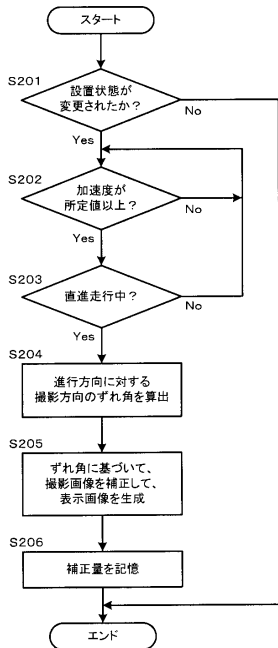 スタート
S201
設置状態が
変更されたか？
No
Yes
S202
加速度が
所定値以上？
No
Yes
S203
直進走行中？
No
Yes
S204
進行方向に対する
撮影方向のずれ角を算出
S205
ずれ角に基づいて、
撮影画像を補正して、
表示画像を生成
S206
補正量を記憶
エンド